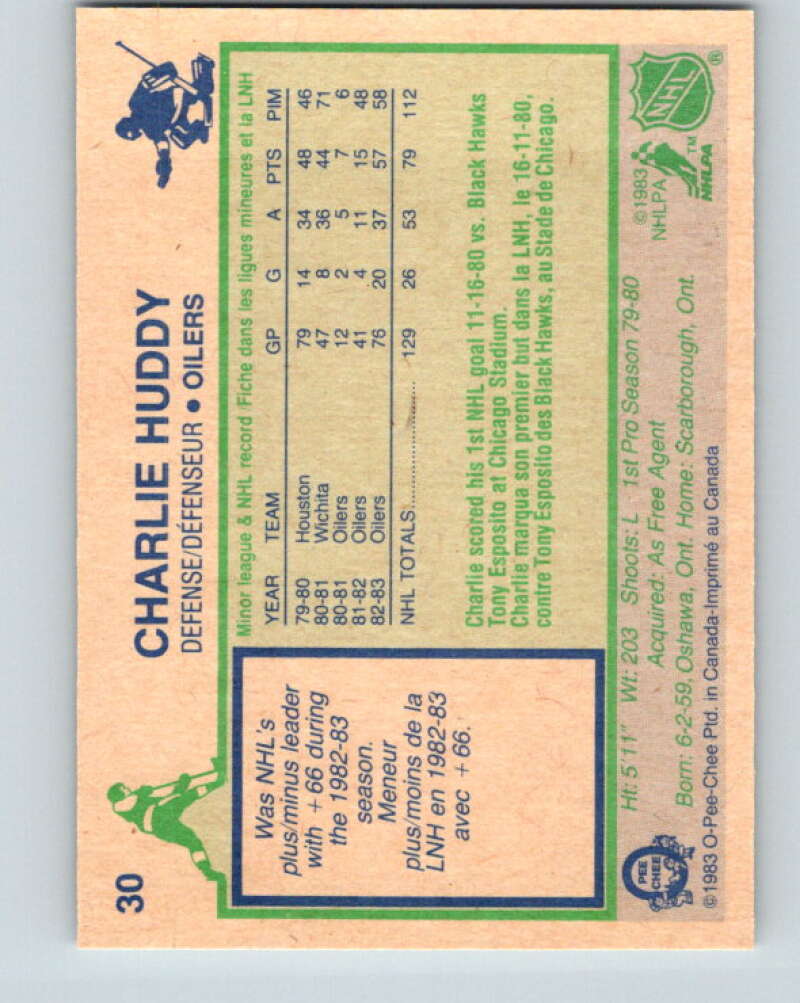 30
CHARLIE HUDDY
DEFENSE/DÉFENSEUR • OILERS
Was NHL's
plus/minus leader
with +66 during
the 1982-83
season.
Meneur
plus/moins de la
LNH en 1982-83
avec +66.
Minor league & NHL record/Fiche dans les ligues mineures et la LNH
YEAR TEAM GP G A PTS PIM
79-80 Houston 79 14 34 48 46
80-81 Wichita 47 8 36 44 71
80-81 Oilers 12 2 5 7 6
81-82 Oilers 41 4 11 15 48
82-83 Oilers 76 20 37 57 58
NHL TOTALS 129 26 53 79 112
Charlie scored his 1st NHL goal 11-16-80 vs. Black Hawks
Tony Esposito at Chicago Stadium.
Charlie marqua son premier but dans la LNH, le 16-11-80,
contre Tony Esposito des Black Hawks, au Stade de Chicago.
Ht: 5'11" Wt: 203 Shoots: L 1st Pro Season 79-80
Acquired: As Free Agent
Born: 6-2-59, Oshawa, Ont. Home: Scarborough, Ont.
©1983 O-Pee-Chee Ptd. in Canada-Imprimé au Canada
O
PEE
CHEE
©1983
NHLPA
NHLPA™
NHL®